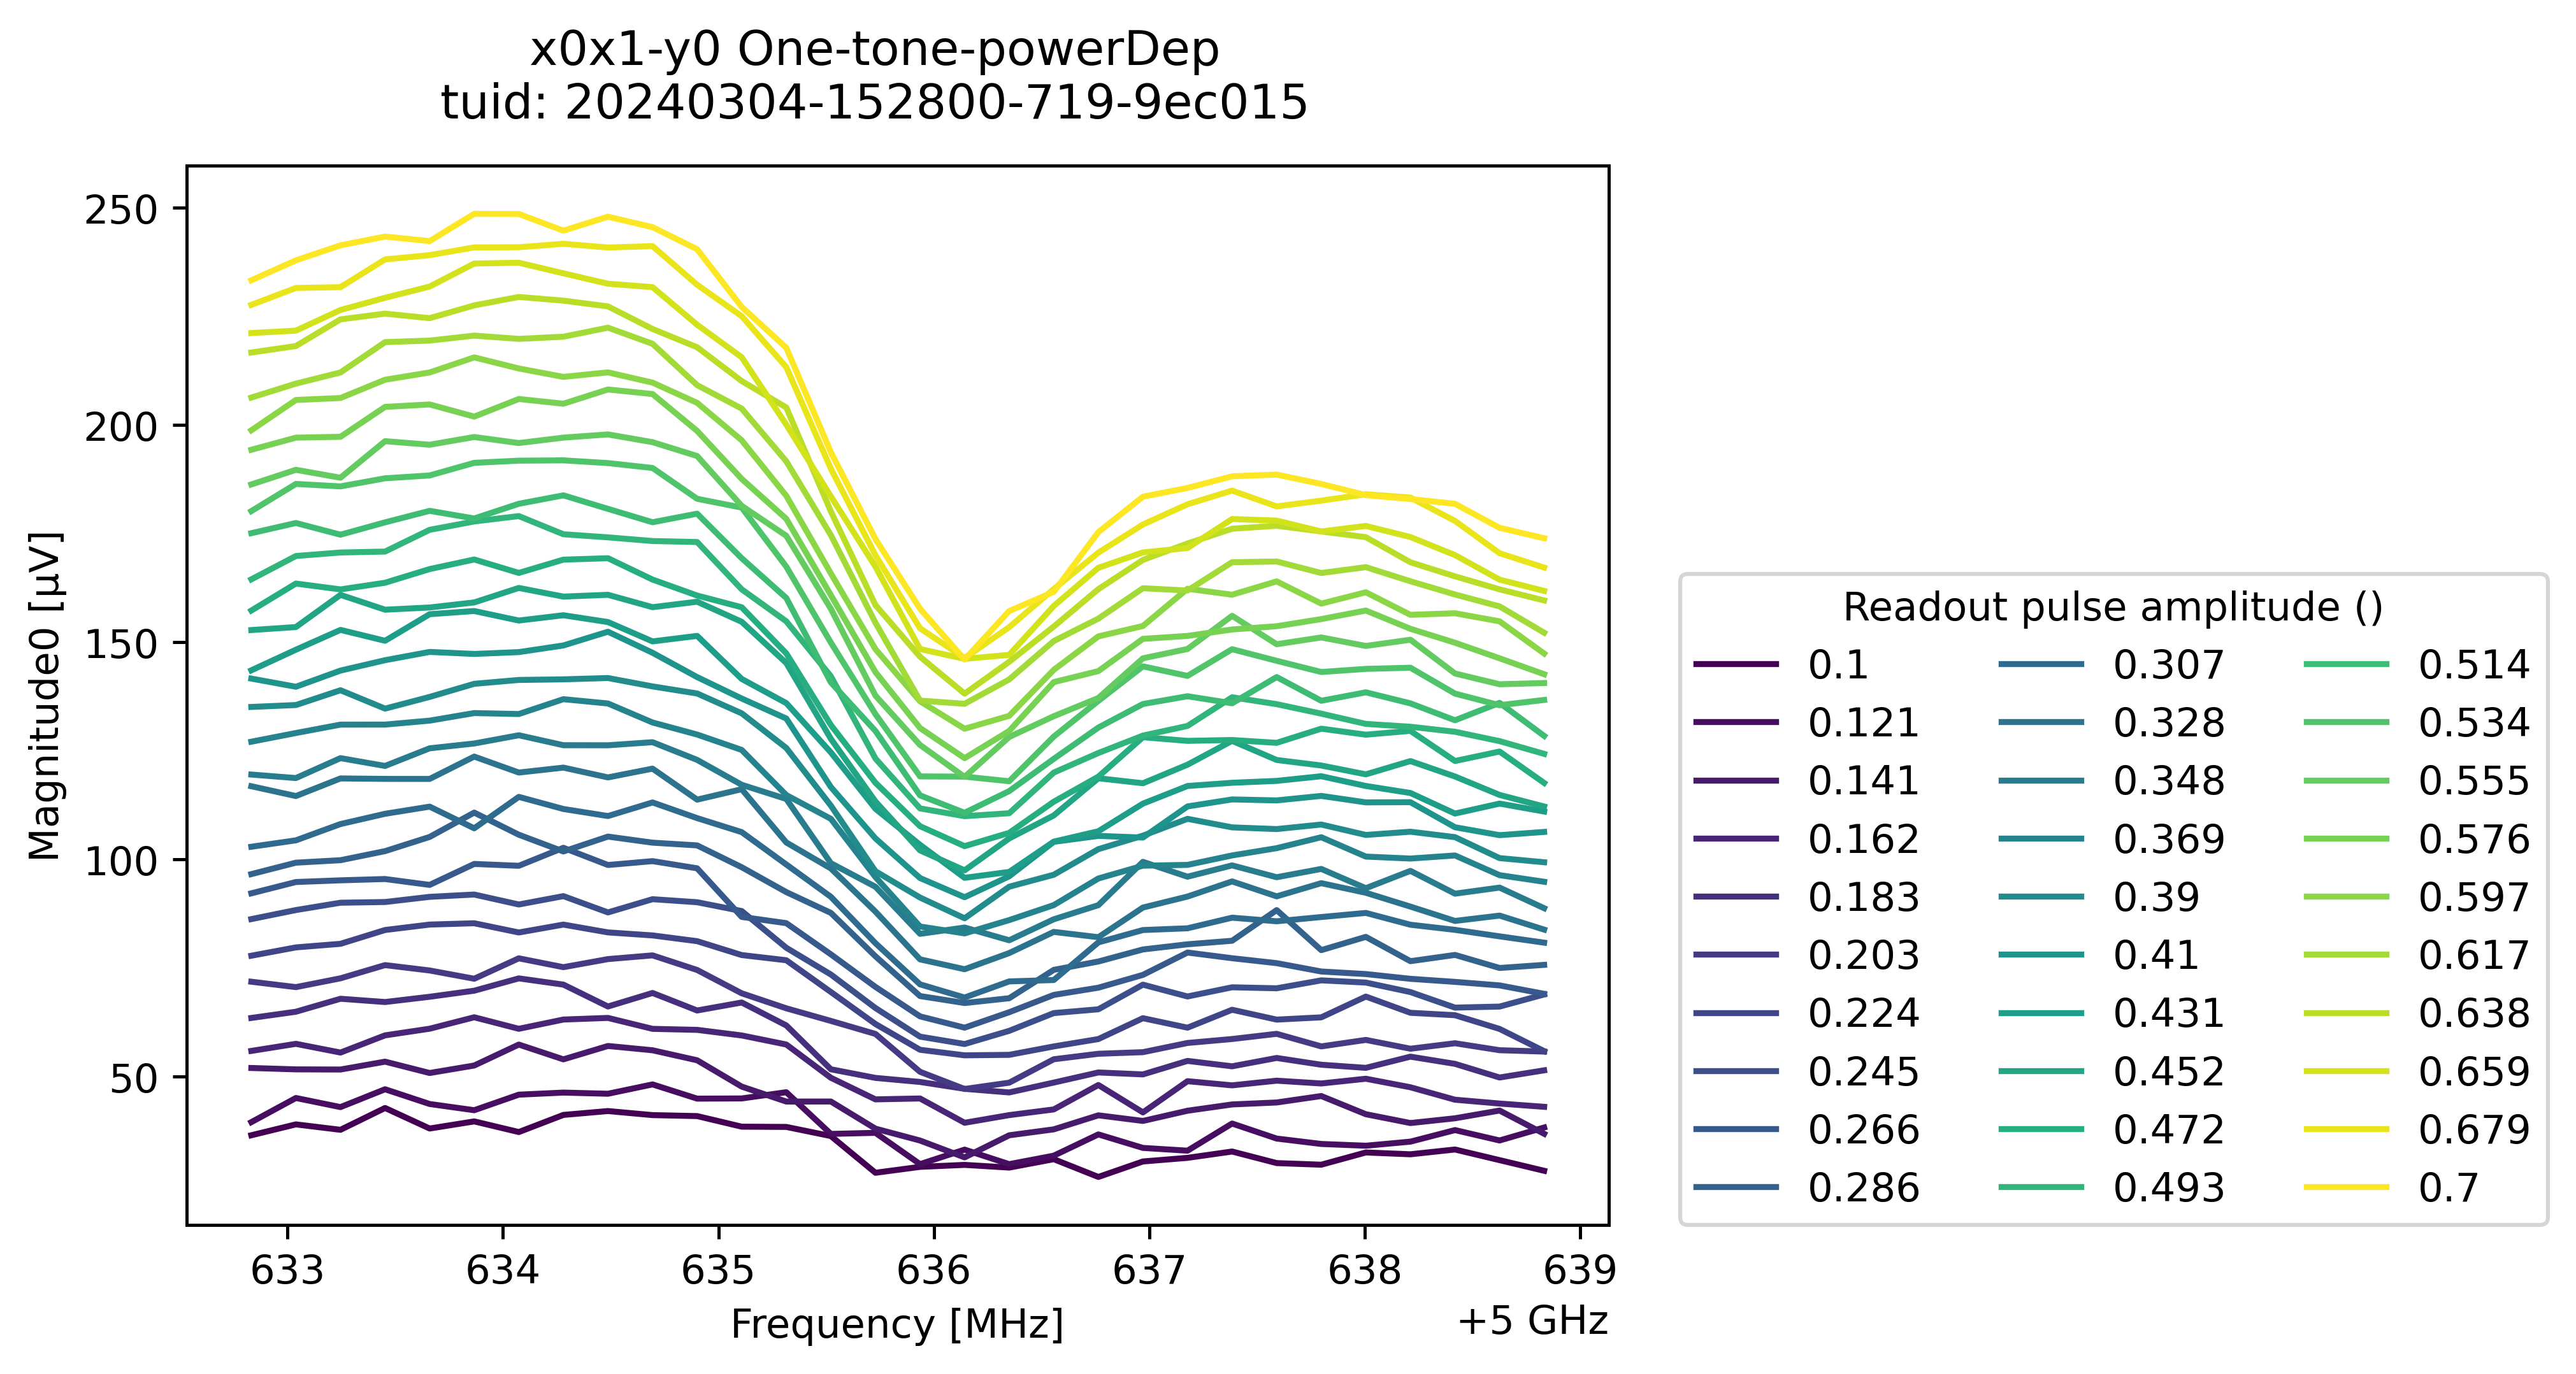 x0x1-y0 One-tone-powerDep
tuid: 20240304-152800-719-9ec015
250
200
150
100
50
Magnitude0 [µV]
633 634 635 636 637 638 639
Frequency [MHz]
+5 GHz
Readout pulse amplitude ()
0.1 0.307 0.514
0.121 0.328 0.534
0.141 0.348 0.555
0.162 0.369 0.576
0.183 0.39 0.597
0.203 0.41 0.617
0.224 0.431 0.638
0.245 0.452 0.659
0.266 0.472 0.679
0.286 0.493 0.7